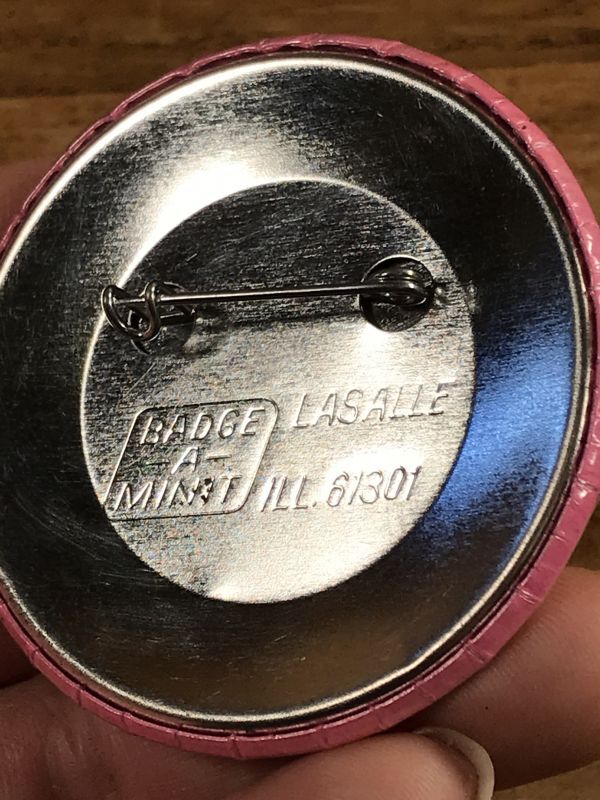 BADGE
-A-
MINIT
LASALLE
ILL. 61301